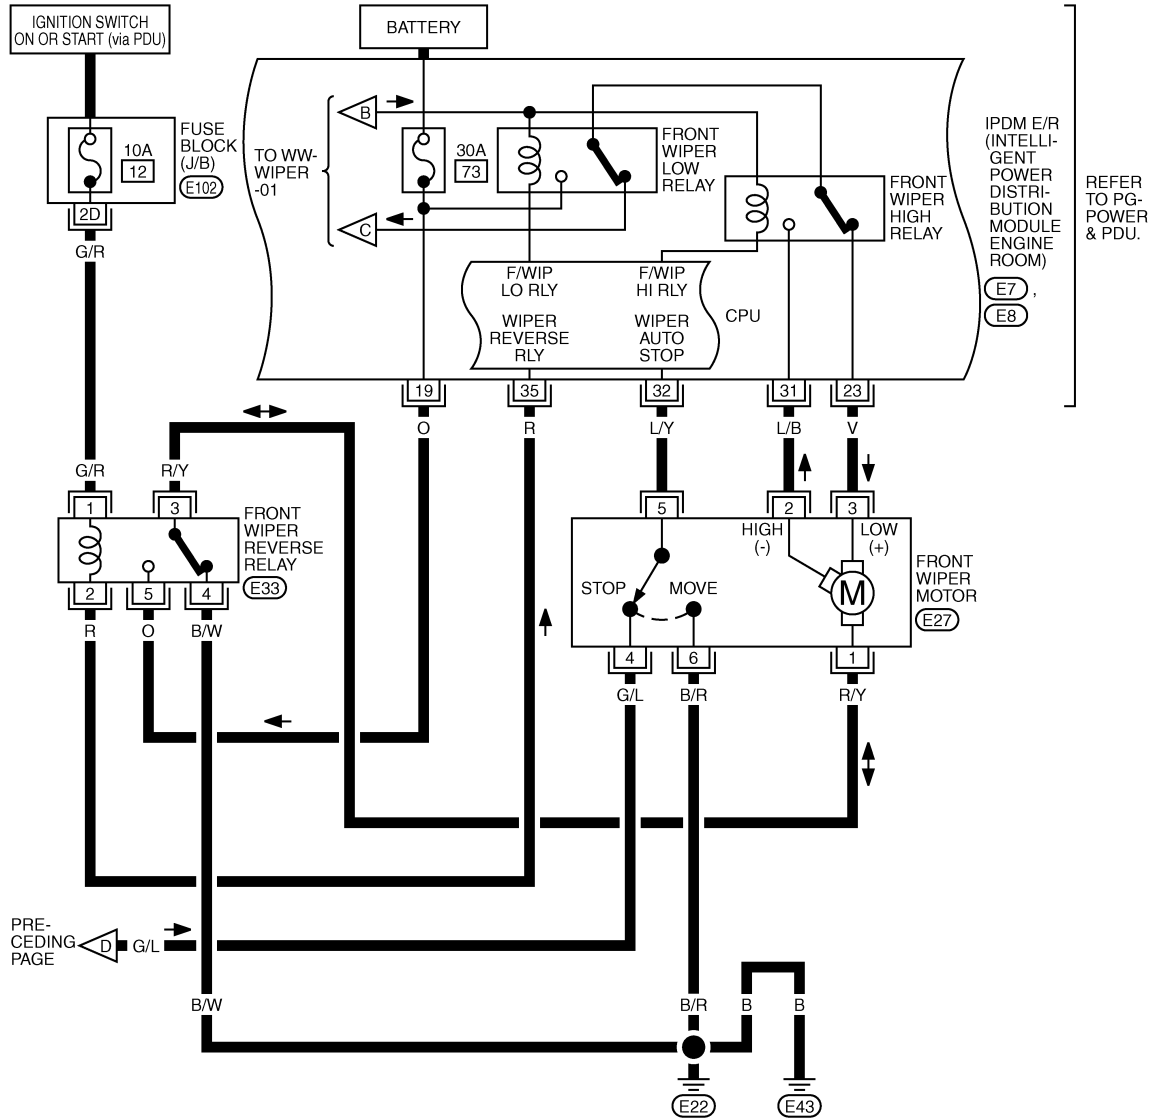 IGNITION SWITCH
ON OR START (via PDU)
BATTERY
FUSE
BLOCK
(J/B)
E102
10A
12
2D
G/R
TO WW-
WIPER
-01
B
C
30A
73
FRONT
WIPER
LOW
RELAY
FRONT
WIPER
HIGH
RELAY
IPDM E/R
(INTELLI-
GENT
POWER
DISTRI-
BUTION
MODULE
ENGINE
ROOM)
E7 ,
E8
REFER
TO PG-
POWER
& PDU.
F/WIP
LO RLY
F/WIP
HI RLY
WIPER
REVERSE
RLY
WIPER
AUTO
STOP
CPU
19
35
32
31
23
O
R
L/Y
L/B
V
G/R
R/Y
1
3
FRONT
WIPER
REVERSE
RELAY
E33
2
5
4
R
O
B/W
5
2
3
HIGH
(-)
LOW
(+)
STOP
MOVE
M
FRONT
WIPER
MOTOR
E27
4
6
1
G/L
B/R
R/Y
PRE-
CEDING
PAGE
D
G/L
B/W
B/R
B
B
E22
E43